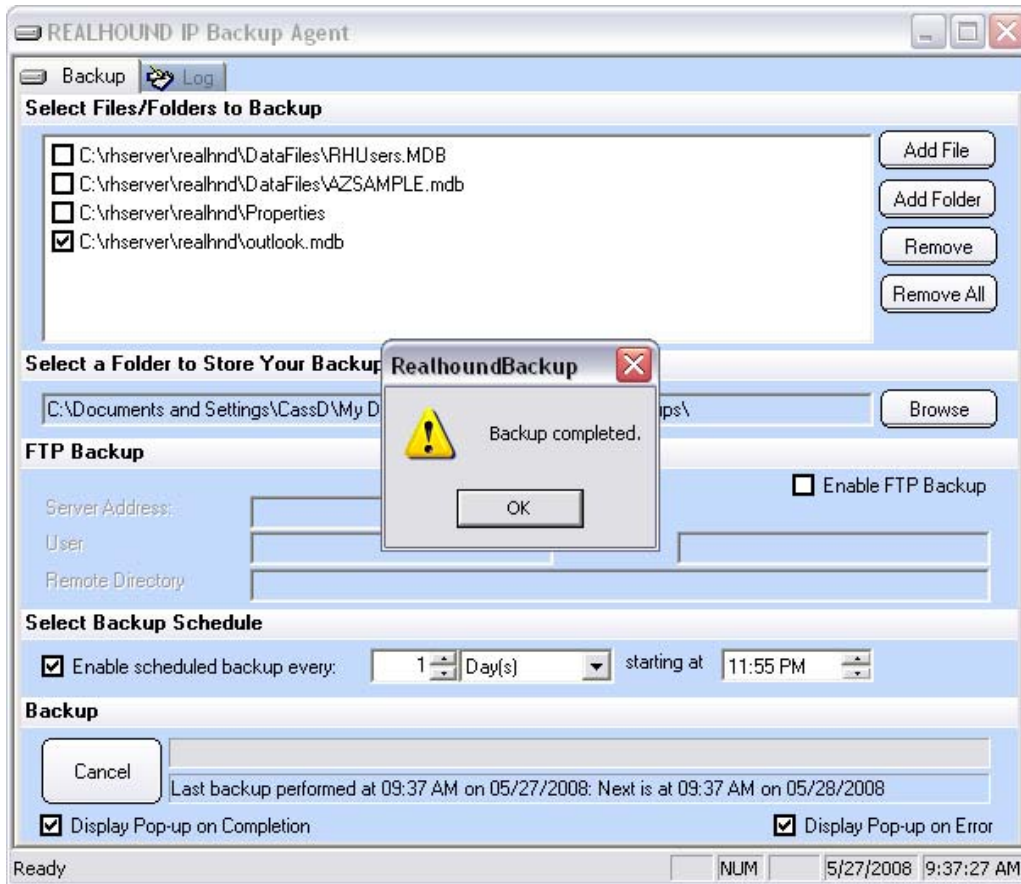 REALHOUND IP Backup Agent
Backup
Log
Select Files/Folders to Backup
C:\rhserver\realhnd\DataFiles\RHUsers.MDB
C:\rhserver\realhnd\DataFiles\AZSAMPLE.mdb
C:\rhserver\realhnd\Properties
C:\rhserver\realhnd\outlook.mdb
Add File
Add Folder
Remove
Remove All
Select a Folder to Store Your Backup
C:\Documents and Settings\CassD\My D
ups\
Browse
RealhoundBackup
Backup completed.
OK
FTP Backup
Enable FTP Backup
Server Address:
User
Remote Directory
Select Backup Schedule
Enable scheduled backup every: 1 Day(s) starting at 11:55 PM
Backup
Cancel
Last backup performed at 09:37 AM on 05/27/2008: Next is at 09:37 AM on 05/28/2008
Display Pop-up on Completion
Display Pop-up on Error
Ready
NUM
5/27/2008
9:37:27 AM